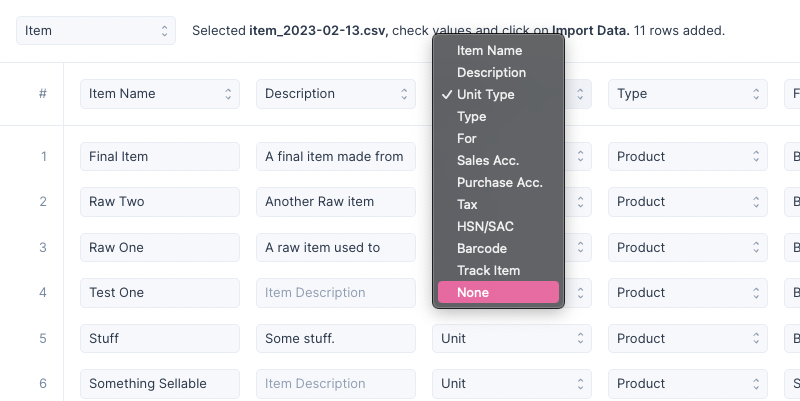 Item Selected item_2023-02-13.csv, check values and click on Import Data. 11 rows added.
# Item Name Description Type F
1 Final Item A final item made from Product B
2 Raw Two Another Raw item Product B
3 Raw One A raw item used to Product B
4 Test One Item Description Product B
5 Stuff Some stuff. Unit Product B
6 Something Sellable Item Description Unit Product S
Item Name
Description
✓ Unit Type
Type
For
Sales Acc.
Purchase Acc.
Tax
HSN/SAC
Barcode
Track Item
None